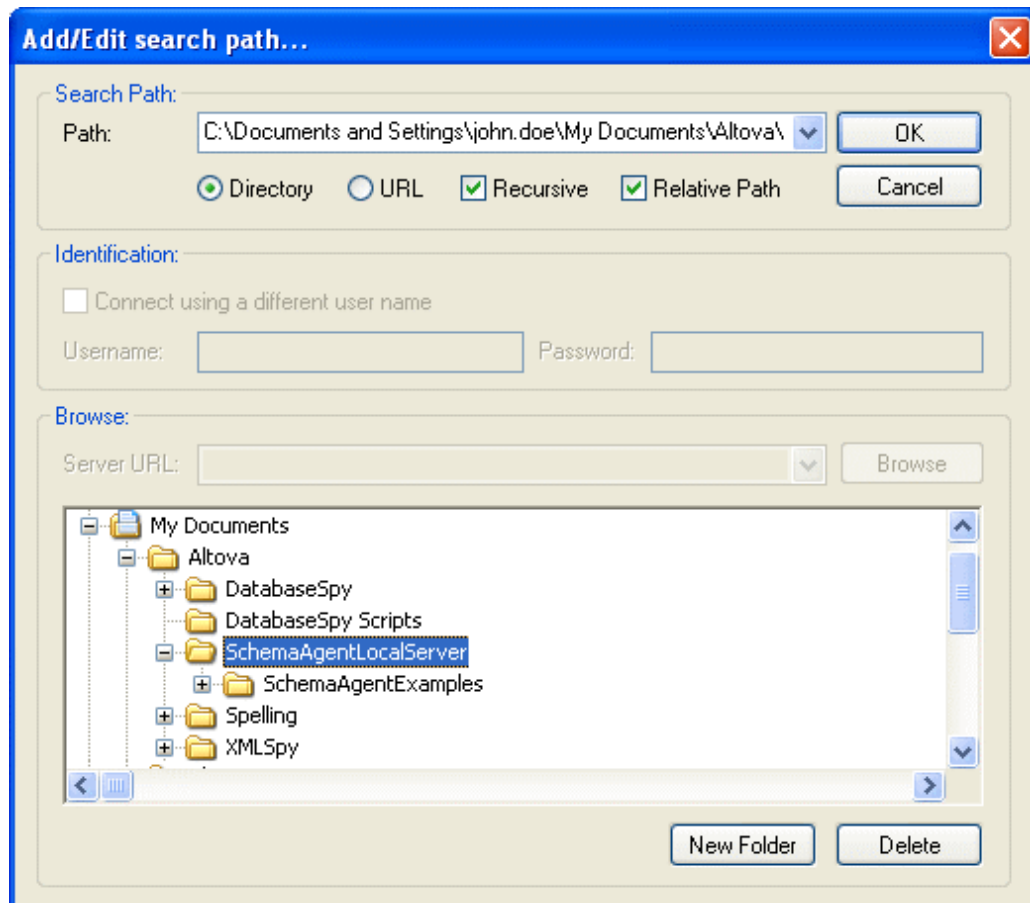 Add/Edit search path...
Search Path:
Path: C:\Documents and Settings\john.doe\My Documents\Altova\ OK
Directory URL Recursive Relative Path Cancel
Identification:
Connect using a different user name
Username: Password:
Browse:
Server URL: Browse
My Documents
Altova
DatabaseSpy
DatabaseSpy Scripts
SchemaAgentLocalServer
SchemaAgentExamples
Spelling
XMLSpy
New Folder Delete